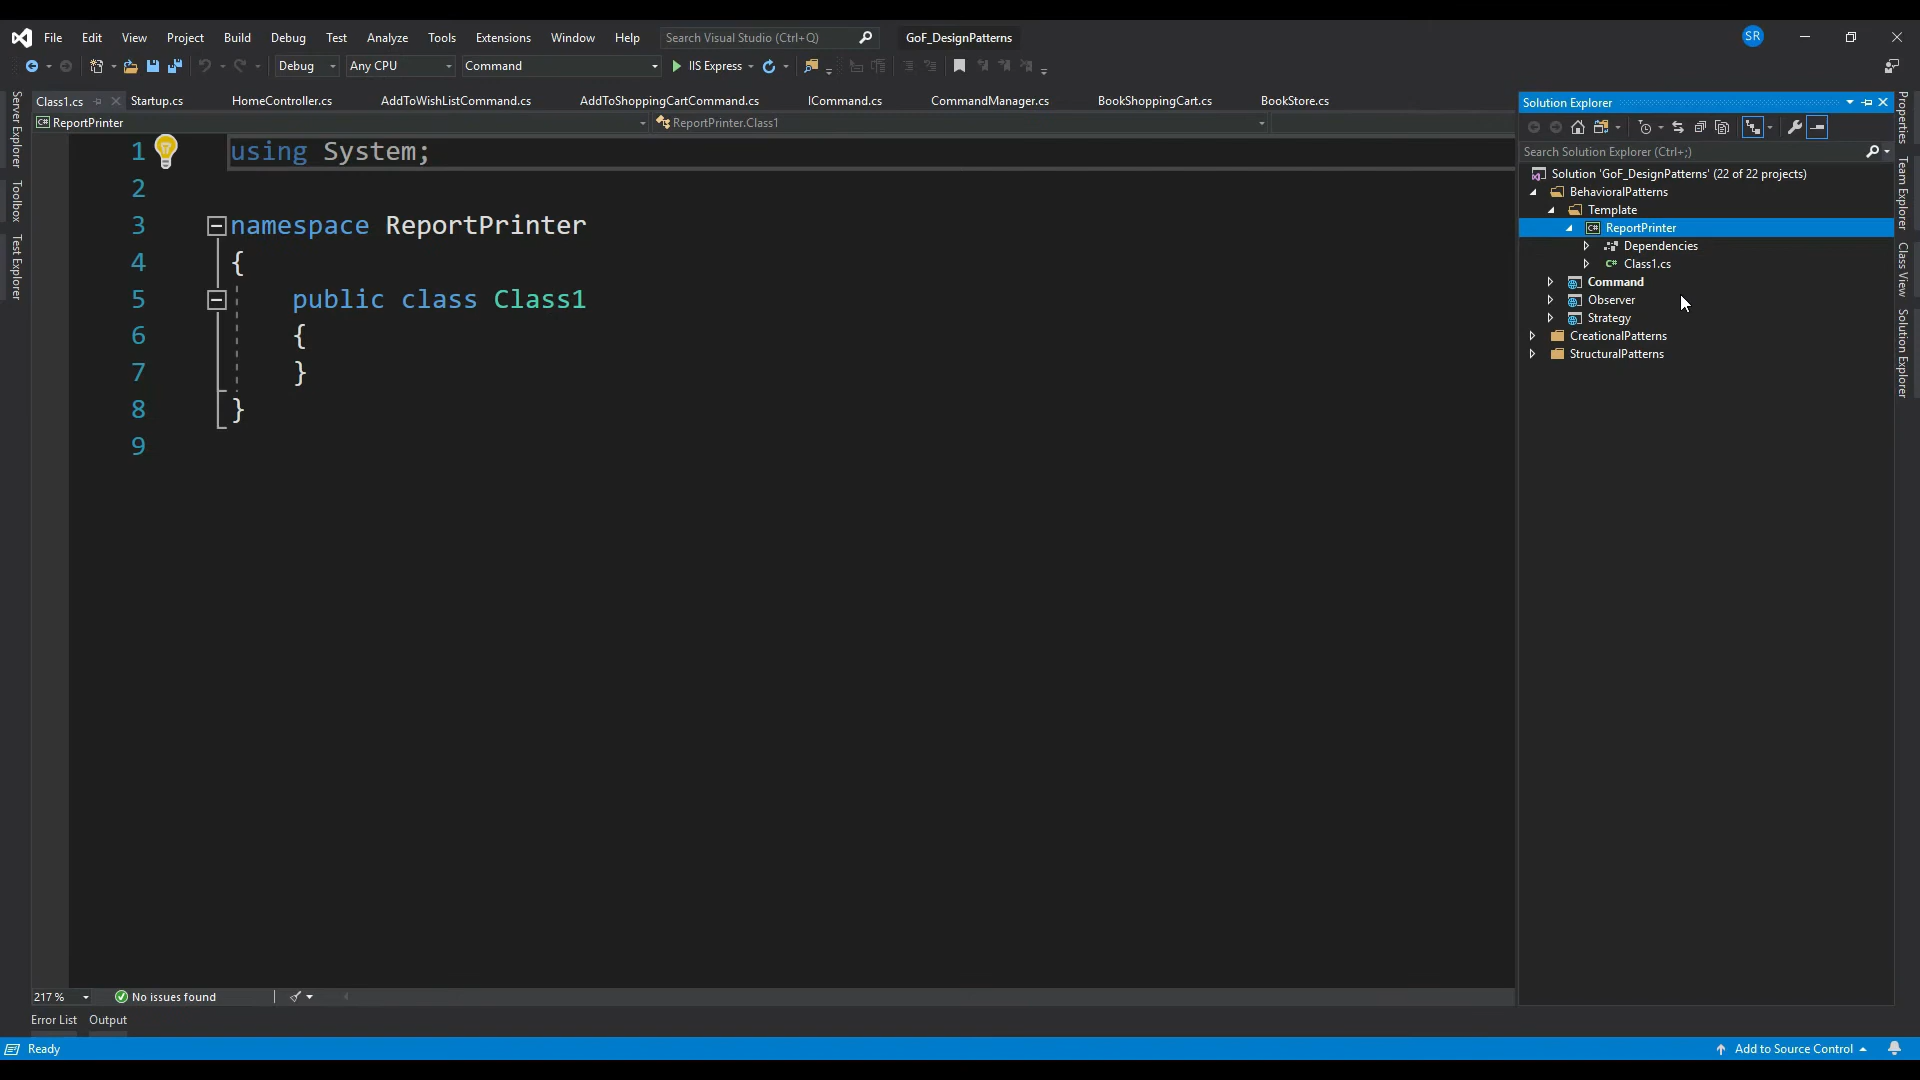 File Edit View Project Build Debug Test Analyze Tools Extensions Window Help Search Visual Studio (Ctrl+Q) GoF_DesignPatterns SR
Debug Any CPU Command IIS Express
Class1.cs Startup.cs HomeController.cs AddToWishListCommand.cs AddToShoppingCartCommand.cs ICommand.cs CommandManager.cs BookShoppingCart.cs BookStore.cs
C# ReportPrinter ReportPrinter.Class1
Server Explorer
Toolbox
Test Explorer
1 using System;
2
3 namespace ReportPrinter
4 {
5 public class Class1
6 {
7 }
8 }
9
217 % No issues found
Error List Output
Ready Add to Source Control
Solution Explorer
Search Solution Explorer (Ctrl+;)
Solution 'GoF_DesignPatterns' (22 of 22 projects)
BehavioralPatterns
Template
C# ReportPrinter
Dependencies
C# Class1.cs
Command
Observer
Strategy
CreationalPatterns
StructuralPatterns
Properties
Team Explorer
Class View
Solution Explorer